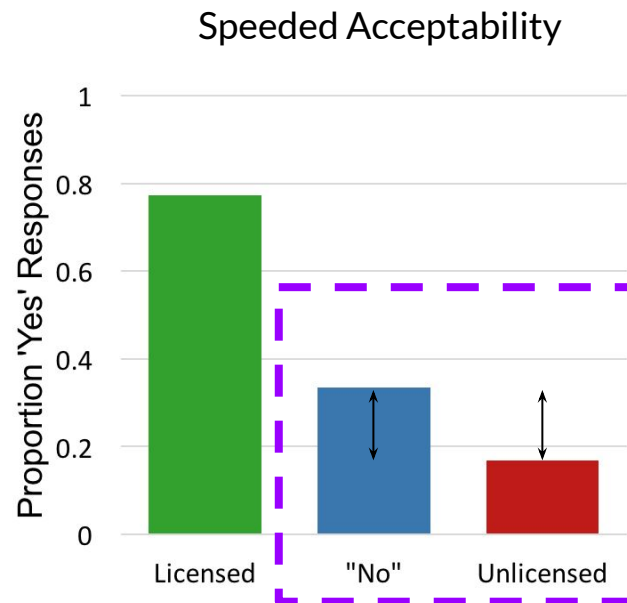 Speeded Acceptability
Proportion 'Yes' Responses
1
0.8
0.6
0.4
0.2
0
Licensed
"No"
Unlicensed